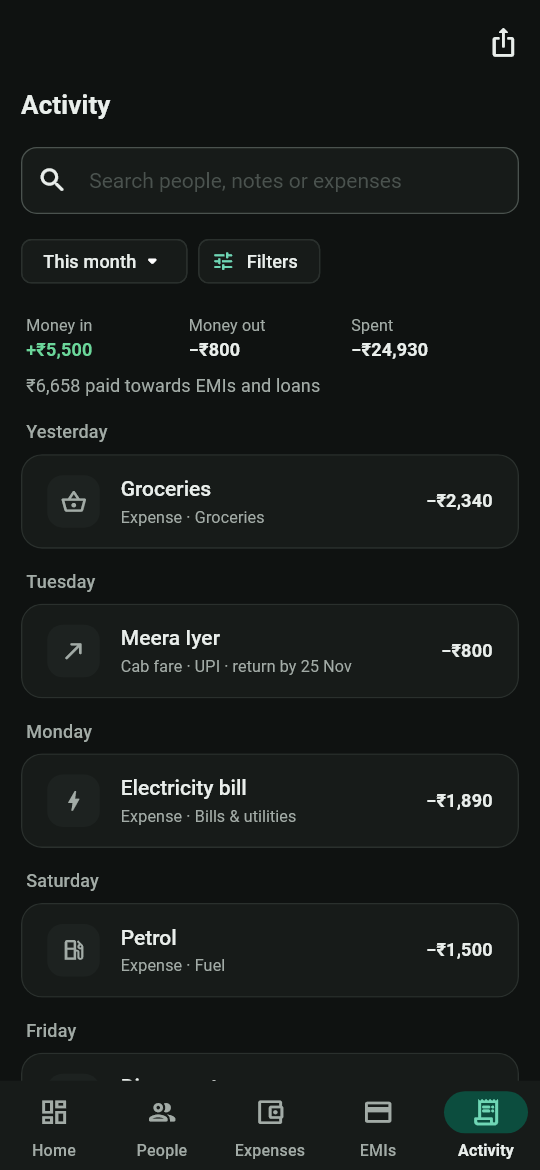 Activity
Search people, notes or expenses
This month
Filters
Money in
Money out
Spent
+₹5,500
−₹800
−₹24,930
₹6,658 paid towards EMIs and loans
Yesterday
Groceries
Expense · Groceries
−₹2,340
Tuesday
Meera Iyer
Cab fare · UPI · return by 25 Nov
−₹800
Monday
Electricity bill
Expense · Bills & utilities
−₹1,890
Saturday
Petrol
Expense · Fuel
−₹1,500
Friday
Home
People
Expenses
EMIs
Activity